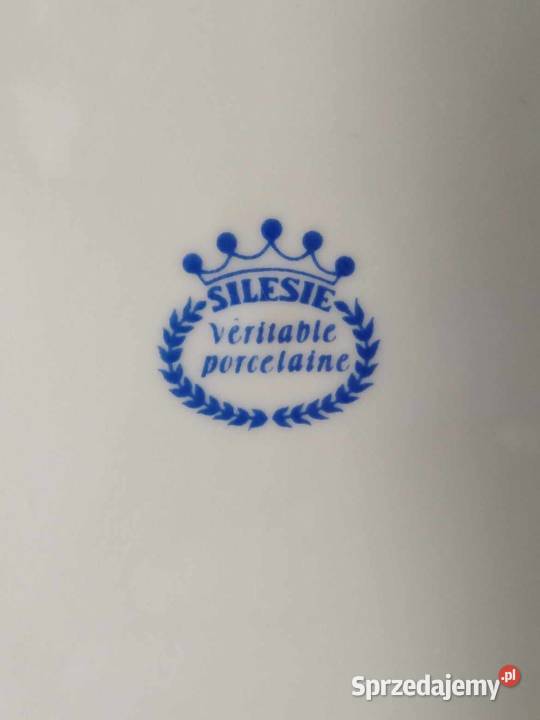 SILESIE
véritable
porcelaine
Sprzedajemy.pl